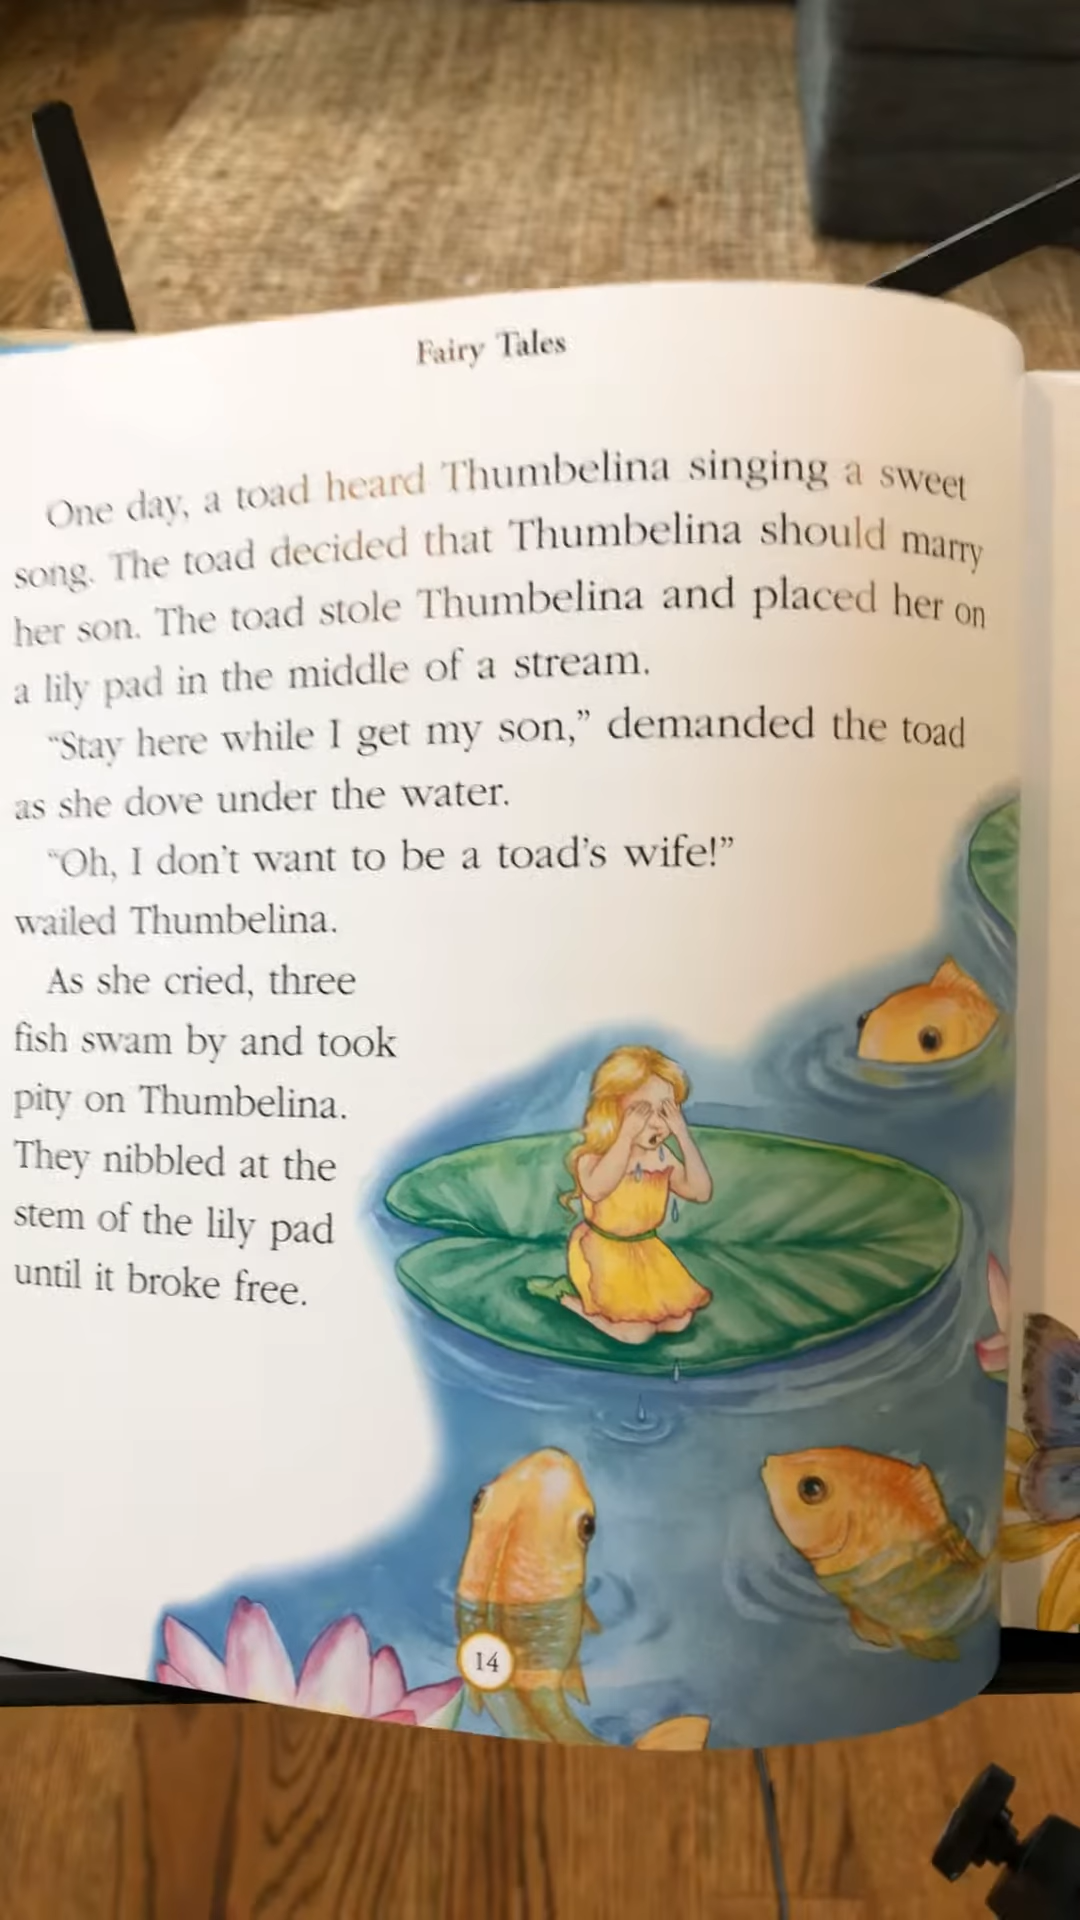 Fairy Tales
One day, a toad heard Thumbelina singing a sweet
song. The toad decided that Thumbelina should marry
her son. The toad stole Thumbelina and placed her on
a lily pad in the middle of a stream.
“Stay here while I get my son,” demanded the toad
as she dove under the water.
“Oh, I don’t want to be a toad’s wife!”
wailed Thumbelina.
As she cried, three
fish swam by and took
pity on Thumbelina.
They nibbled at the
stem of the lily pad
until it broke free.
14